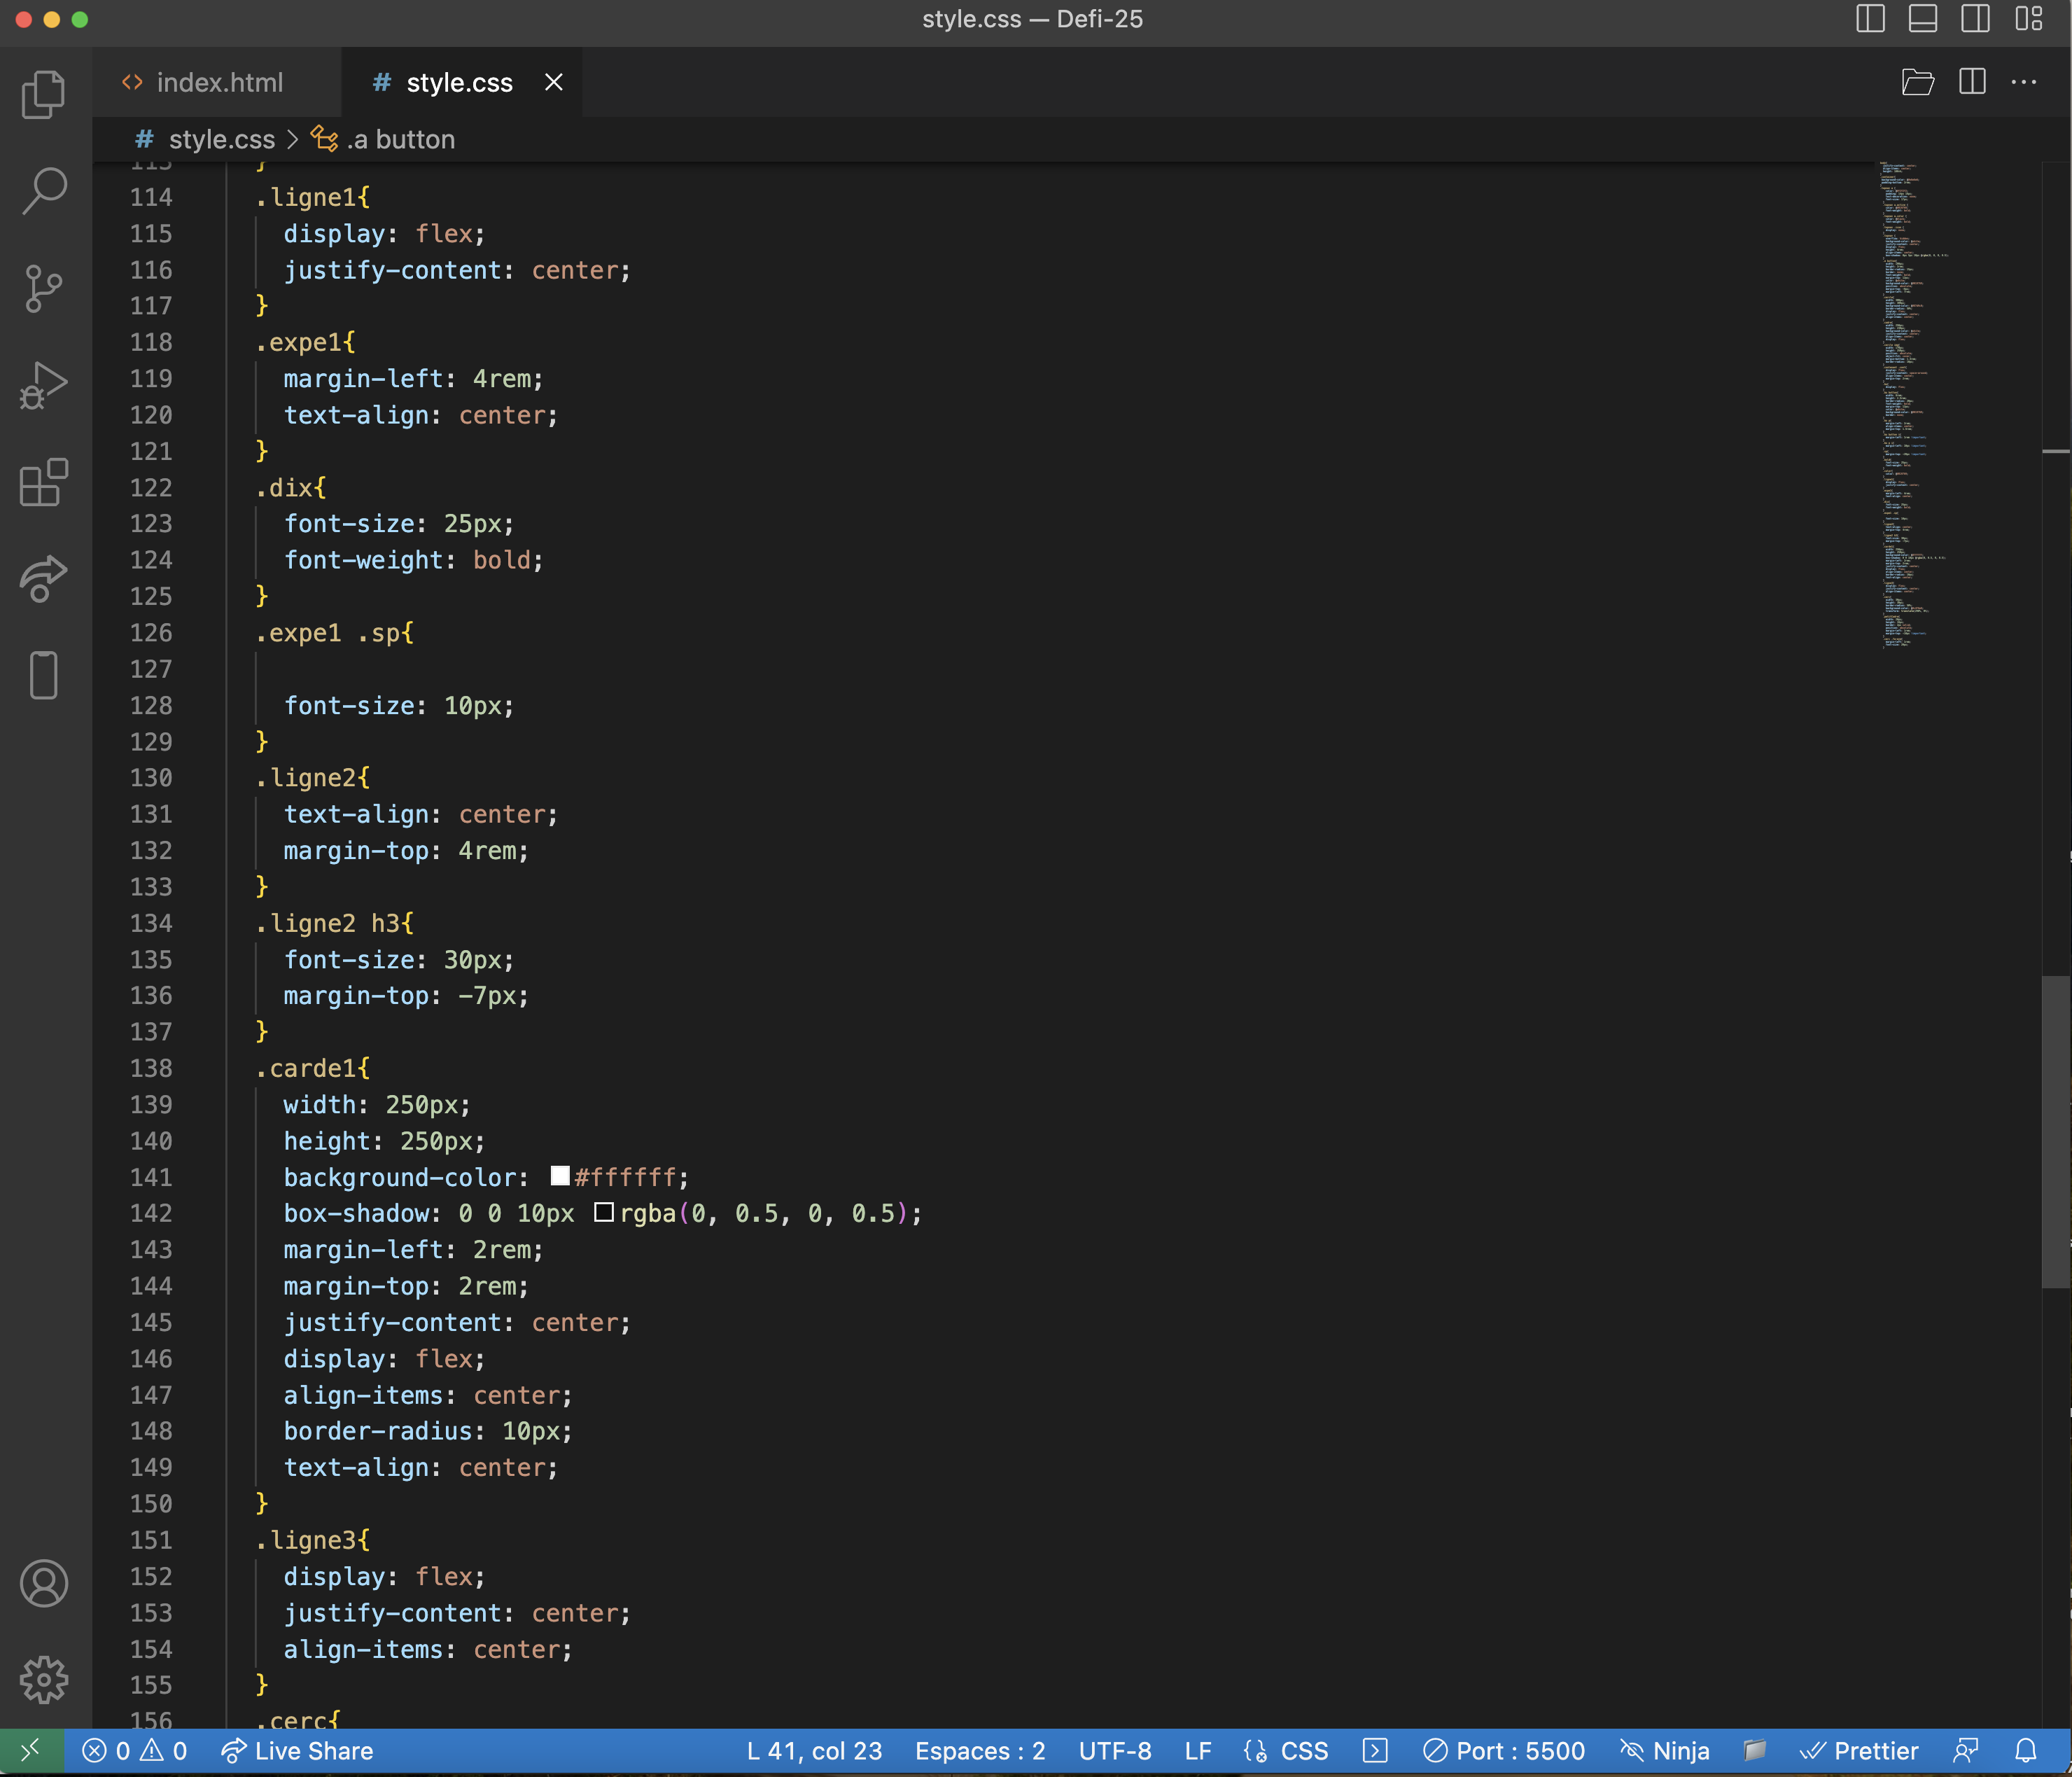 style.css — Defi-25
<> index.html
# style.css
# style.css > .a button
113 }
114 .ligne1{
115 display: flex;
116 justify-content: center;
117 }
118 .expe1{
119 margin-left: 4rem;
120 text-align: center;
121 }
122 .dix{
123 font-size: 25px;
124 font-weight: bold;
125 }
126 .expe1 .sp{
127
128 font-size: 10px;
129 }
130 .ligne2{
131 text-align: center;
132 margin-top: 4rem;
133 }
134 .ligne2 h3{
135 font-size: 30px;
136 margin-top: -7px;
137 }
138 .carde1{
139 width: 250px;
140 height: 250px;
141 background-color: #ffffff;
142 box-shadow: 0 0 10px rgba(0, 0.5, 0, 0.5);
143 margin-left: 2rem;
144 margin-top: 2rem;
145 justify-content: center;
146 display: flex;
147 align-items: center;
148 border-radius: 10px;
149 text-align: center;
150 }
151 .ligne3{
152 display: flex;
153 justify-content: center;
154 align-items: center;
155 }
156 .cerc{
0 0 Live Share L 41, col 23 Espaces : 2 UTF-8 LF CSS Port : 5500 Ninja Prettier